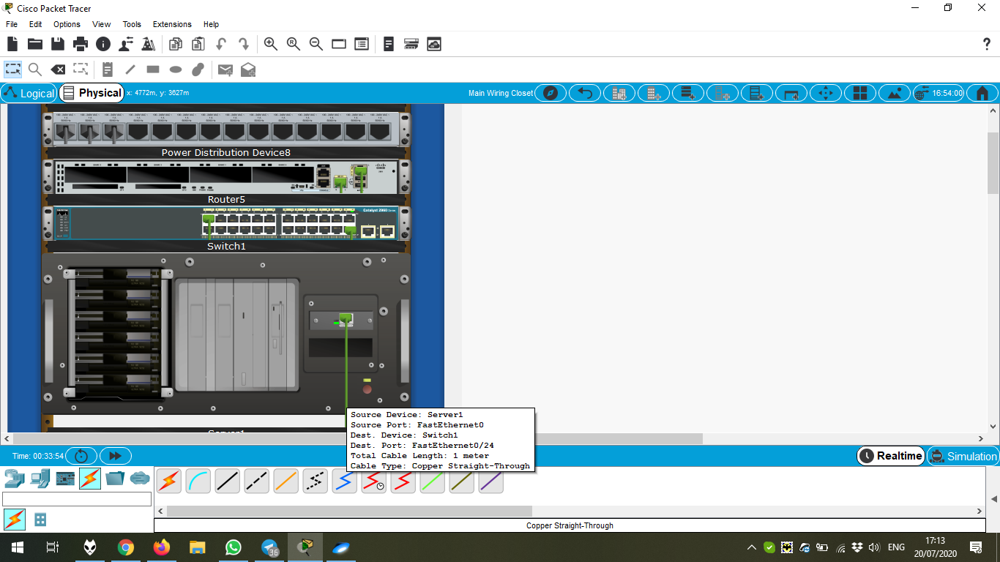 Cisco Packet Tracer
File Edit Options View Tools Extensions Help
?
Logical
Physical
x: 4772m, y: 3627m
Main Wiring Closet
16:54:00
Power Distribution Device8
Router5
Catalyst 2960 Series
Switch1
Source Device: Server1
Source Port: FastEthernet0
Dest. Device: Switch1
Dest. Port: FastEthernet0/24
Total Cable Length: 1 meter
Cable Type: Copper Straight-Through
Server1
Time: 00:33:54
Realtime
Simulation
Copper Straight-Through
36
ENG
17:13
20/07/2020